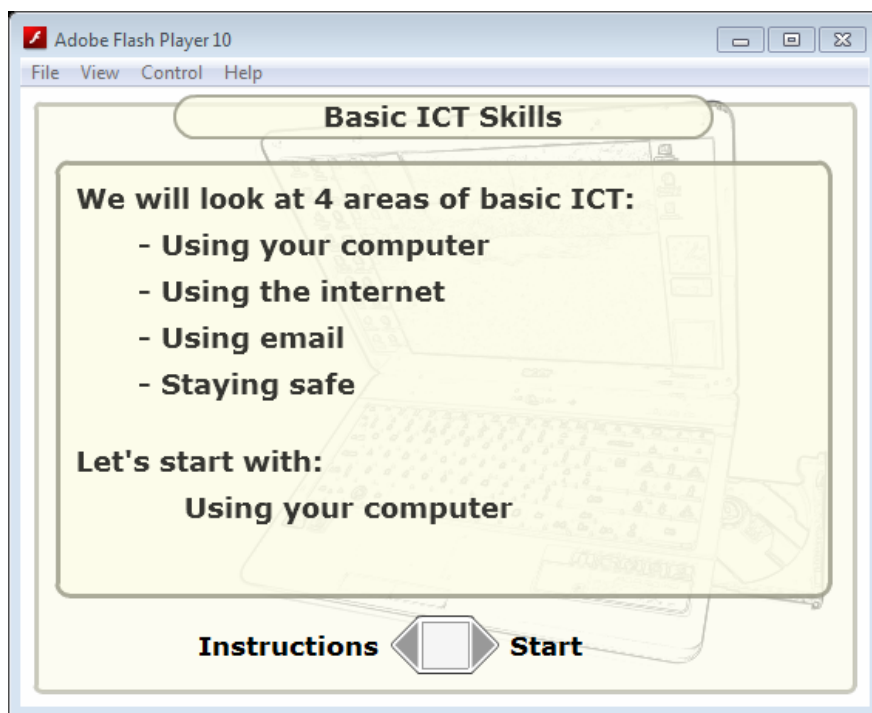 Adobe Flash Player 10
File View Control Help
Basic ICT Skills
We will look at 4 areas of basic ICT:
- Using your computer
- Using the internet
- Using email
- Staying safe
Let's start with:
Using your computer
Instructions Start